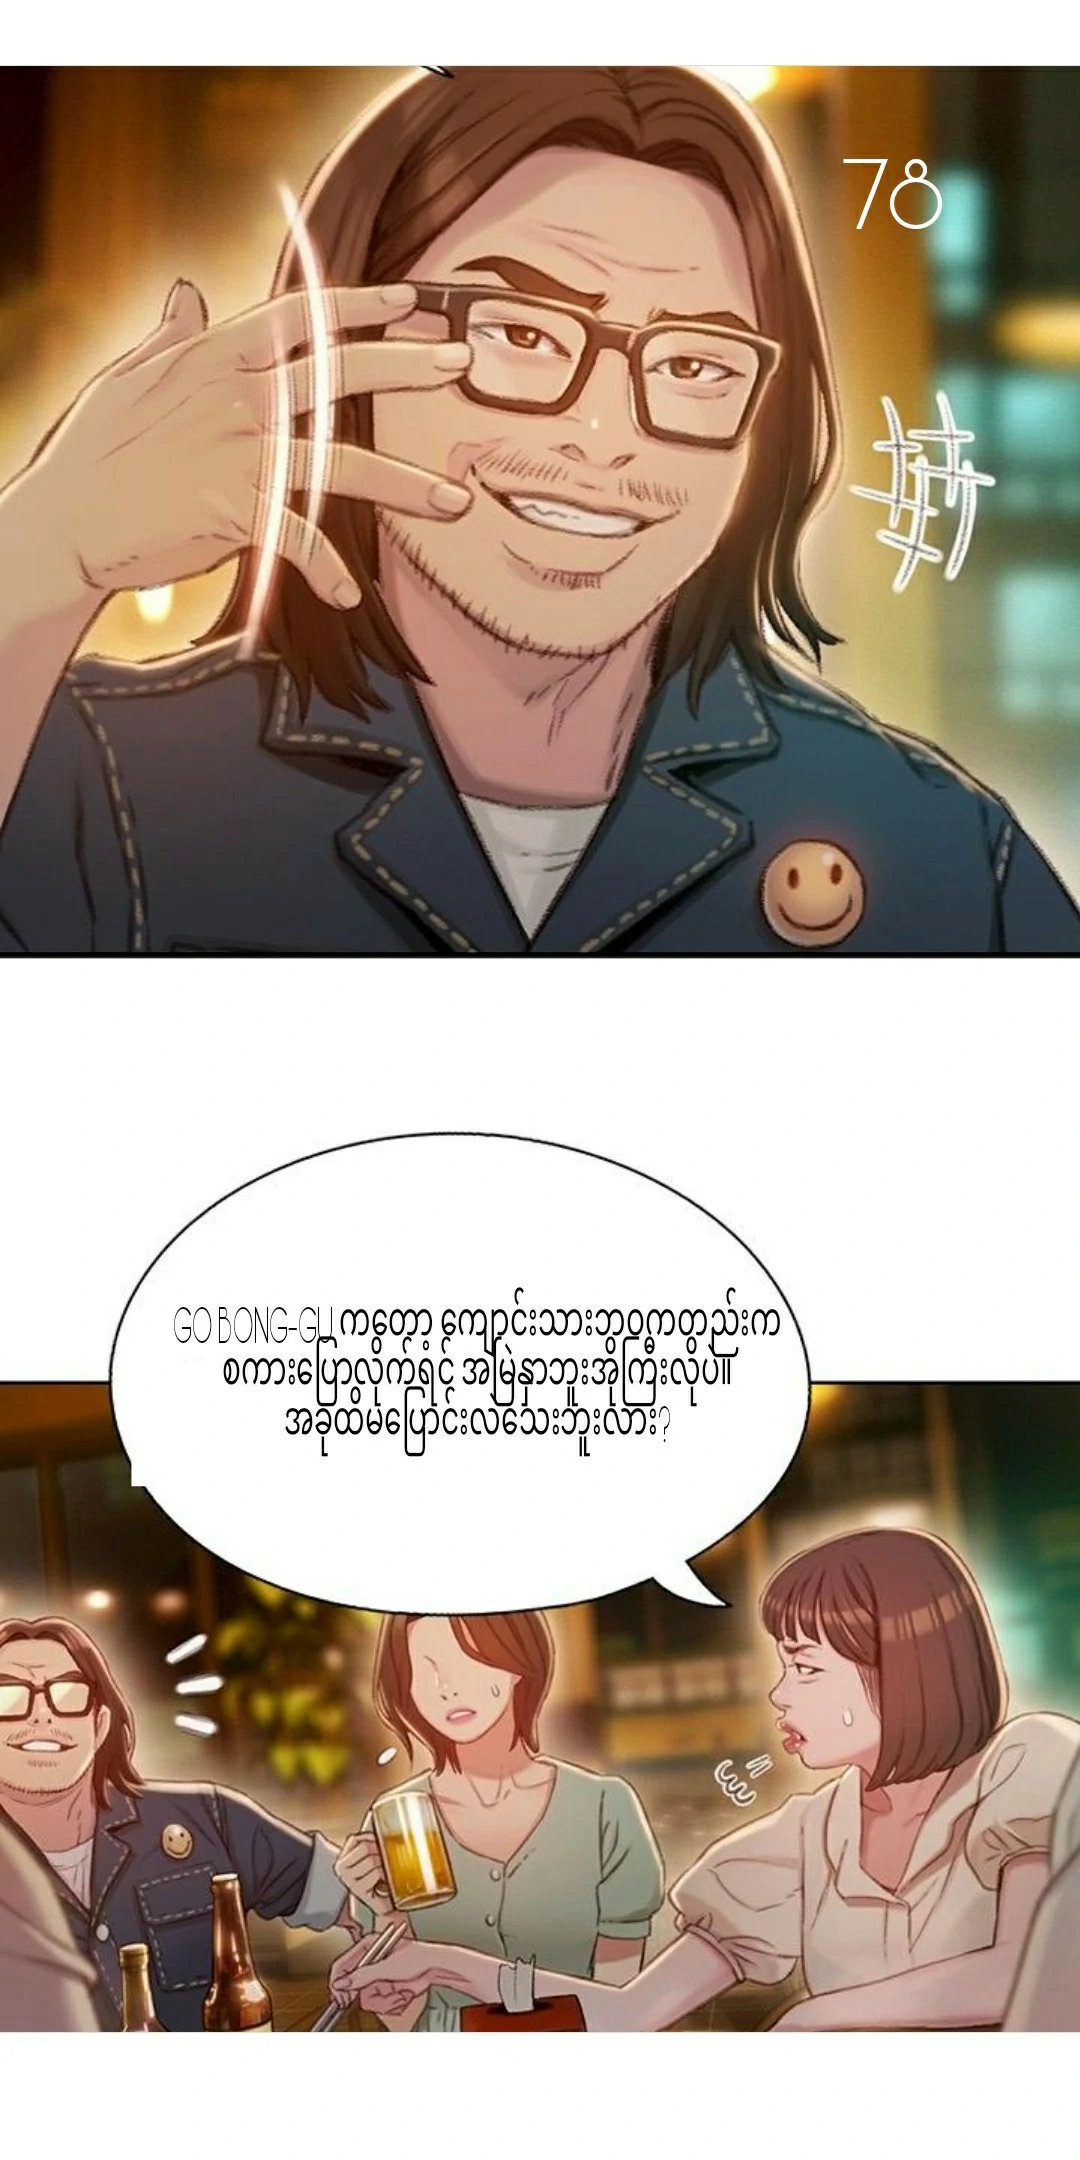 78
GO BONG-GU ကတော့ ကျောင်းသားဘဝကတည်းက
စကားပြောလိုက်ရင် အမြဲနှာဘူးအိုကြီးလိုပဲ။
အခုထိမပြောင်းလဲသေးဘူးလား?